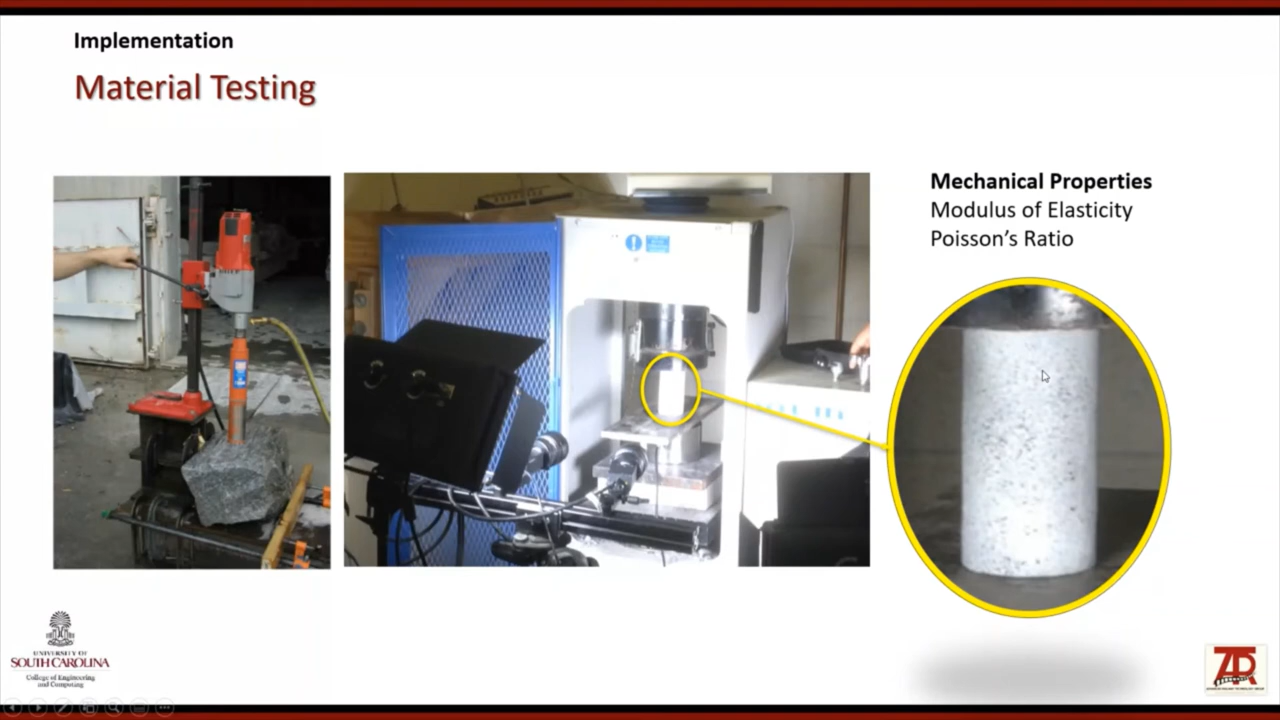 Implementation
Material Testing
Mechanical Properties
Modulus of Elasticity
Poisson's Ratio
UNIVERSITY OF
SOUTH CAROLINA
College of Engineering
and Computing